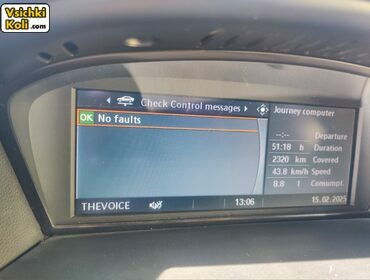 Vsichki
Koli .com
Check Control messages
OK No faults
Journey computer
--:-- Departure
51:18 h Duration
2320 km Covered
43.8 km/h Speed
8.8 l Consumpt.
THEVOICE
13:06
15.02.2025